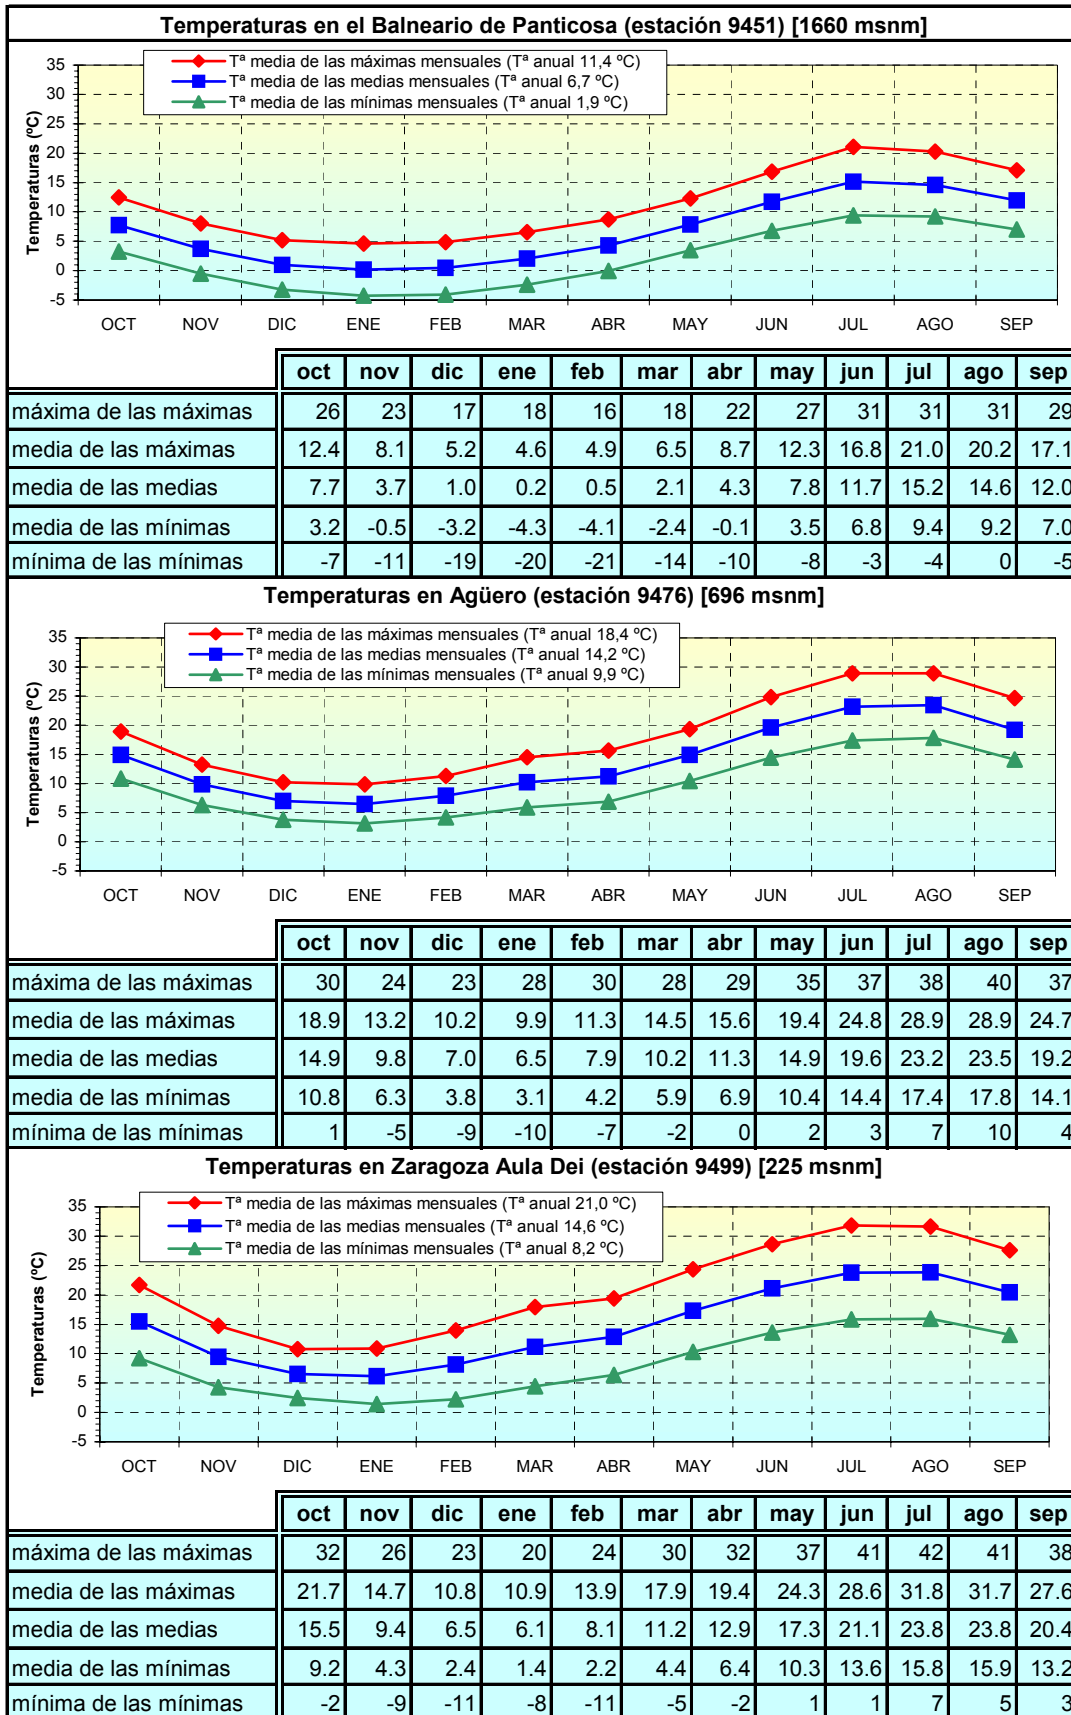 Temperaturas en el Balneario de Panticosa (estación 9451) [1660 msnm]
Tª media de las máximas mensuales (Tª anual 11,4 ºC)
Tª media de las medias mensuales (Tª anual 6,7 ºC)
Tª media de las mínimas mensuales (Tª anual 1,9 ºC)
Temperaturas (ºC)
35
30
25
20
15
10
5
0
-5
OCT NOV DIC ENE FEB MAR ABR MAY JUN JUL AGO SEP
oct nov dic ene feb mar abr may jun jul ago sep
máxima de las máximas 26 23 17 18 16 18 22 27 31 31 31 29
media de las máximas 12.4 8.1 5.2 4.6 4.9 6.5 8.7 12.3 16.8 21.0 20.2 17.1
media de las medias 7.7 3.7 1.0 0.2 0.5 2.1 4.3 7.8 11.7 15.2 14.6 12.0
media de las mínimas 3.2 -0.5 -3.2 -4.3 -4.1 -2.4 -0.1 3.5 6.8 9.4 9.2 7.0
mínima de las mínimas -7 -11 -19 -20 -21 -14 -10 -8 -3 -4 0 -5
Temperaturas en Agüero (estación 9476) [696 msnm]
Tª media de las máximas mensuales (Tª anual 18,4 ºC)
Tª media de las medias mensuales (Tª anual 14,2 ºC)
Tª media de las mínimas mensuales (Tª anual 9,9 ºC)
Temperaturas (ºC)
35
30
25
20
15
10
5
0
-5
OCT NOV DIC ENE FEB MAR ABR MAY JUN JUL AGO SEP
oct nov dic ene feb mar abr may jun jul ago sep
máxima de las máximas 30 24 23 28 30 28 29 35 37 38 40 37
media de las máximas 18.9 13.2 10.2 9.9 11.3 14.5 15.6 19.4 24.8 28.9 28.9 24.7
media de las medias 14.9 9.8 7.0 6.5 7.9 10.2 11.3 14.9 19.6 23.2 23.5 19.2
media de las mínimas 10.8 6.3 3.8 3.1 4.2 5.9 6.9 10.4 14.4 17.4 17.8 14.1
mínima de las mínimas 1 -5 -9 -10 -7 -2 0 2 3 7 10 4
Temperaturas en Zaragoza Aula Dei (estación 9499) [225 msnm]
Tª media de las máximas mensuales (Tª anual 21,0 ºC)
Tª media de las medias mensuales (Tª anual 14,6 ºC)
Tª media de las mínimas mensuales (Tª anual 8,2 ºC)
Temperaturas (ºC)
35
30
25
20
15
10
5
0
-5
OCT NOV DIC ENE FEB MAR ABR MAY JUN JUL AGO SEP
oct nov dic ene feb mar abr may jun jul ago sep
máxima de las máximas 32 26 23 20 24 30 32 37 41 42 41 38
media de las máximas 21.7 14.7 10.8 10.9 13.9 17.9 19.4 24.3 28.6 31.8 31.7 27.6
media de las medias 15.5 9.4 6.5 6.1 8.1 11.2 12.9 17.3 21.1 23.8 23.8 20.4
media de las mínimas 9.2 4.3 2.4 1.4 2.2 4.4 6.4 10.3 13.6 15.8 15.9 13.2
mínima de las mínimas -2 -9 -11 -8 -11 -5 -2 1 1 7 5 3